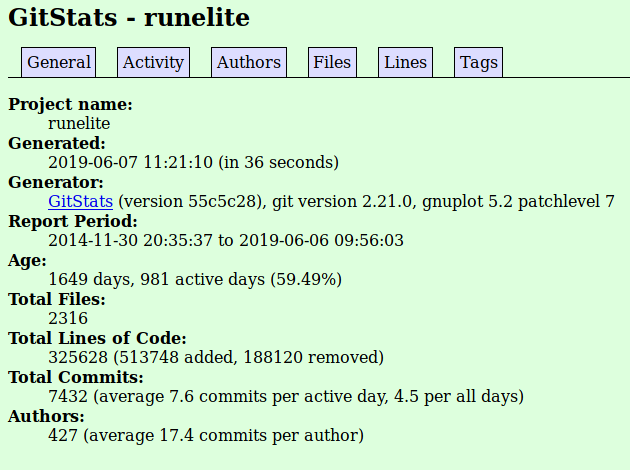 GitStats - runelite
General Activity Authors Files Lines Tags
Project name:
runelite
Generated:
2019-06-07 11:21:10 (in 36 seconds)
Generator:
GitStats (version 55c5c28), git version 2.21.0, gnuplot 5.2 patchlevel 7
Report Period:
2014-11-30 20:35:37 to 2019-06-06 09:56:03
Age:
1649 days, 981 active days (59.49%)
Total Files:
2316
Total Lines of Code:
325628 (513748 added, 188120 removed)
Total Commits:
7432 (average 7.6 commits per active day, 4.5 per all days)
Authors:
427 (average 17.4 commits per author)